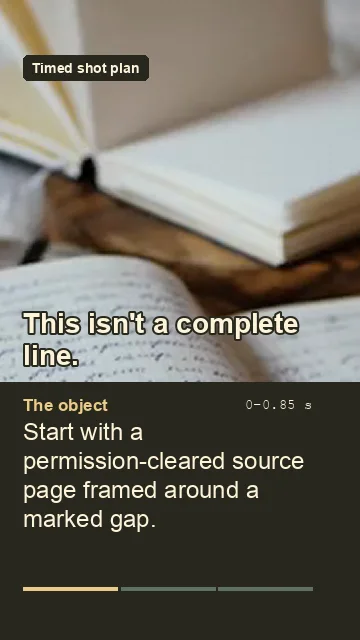 Timed shot plan
This isn't a complete
line.
The object
0–0.85 s
Start with a
permission-cleared source
page framed around a
marked gap.